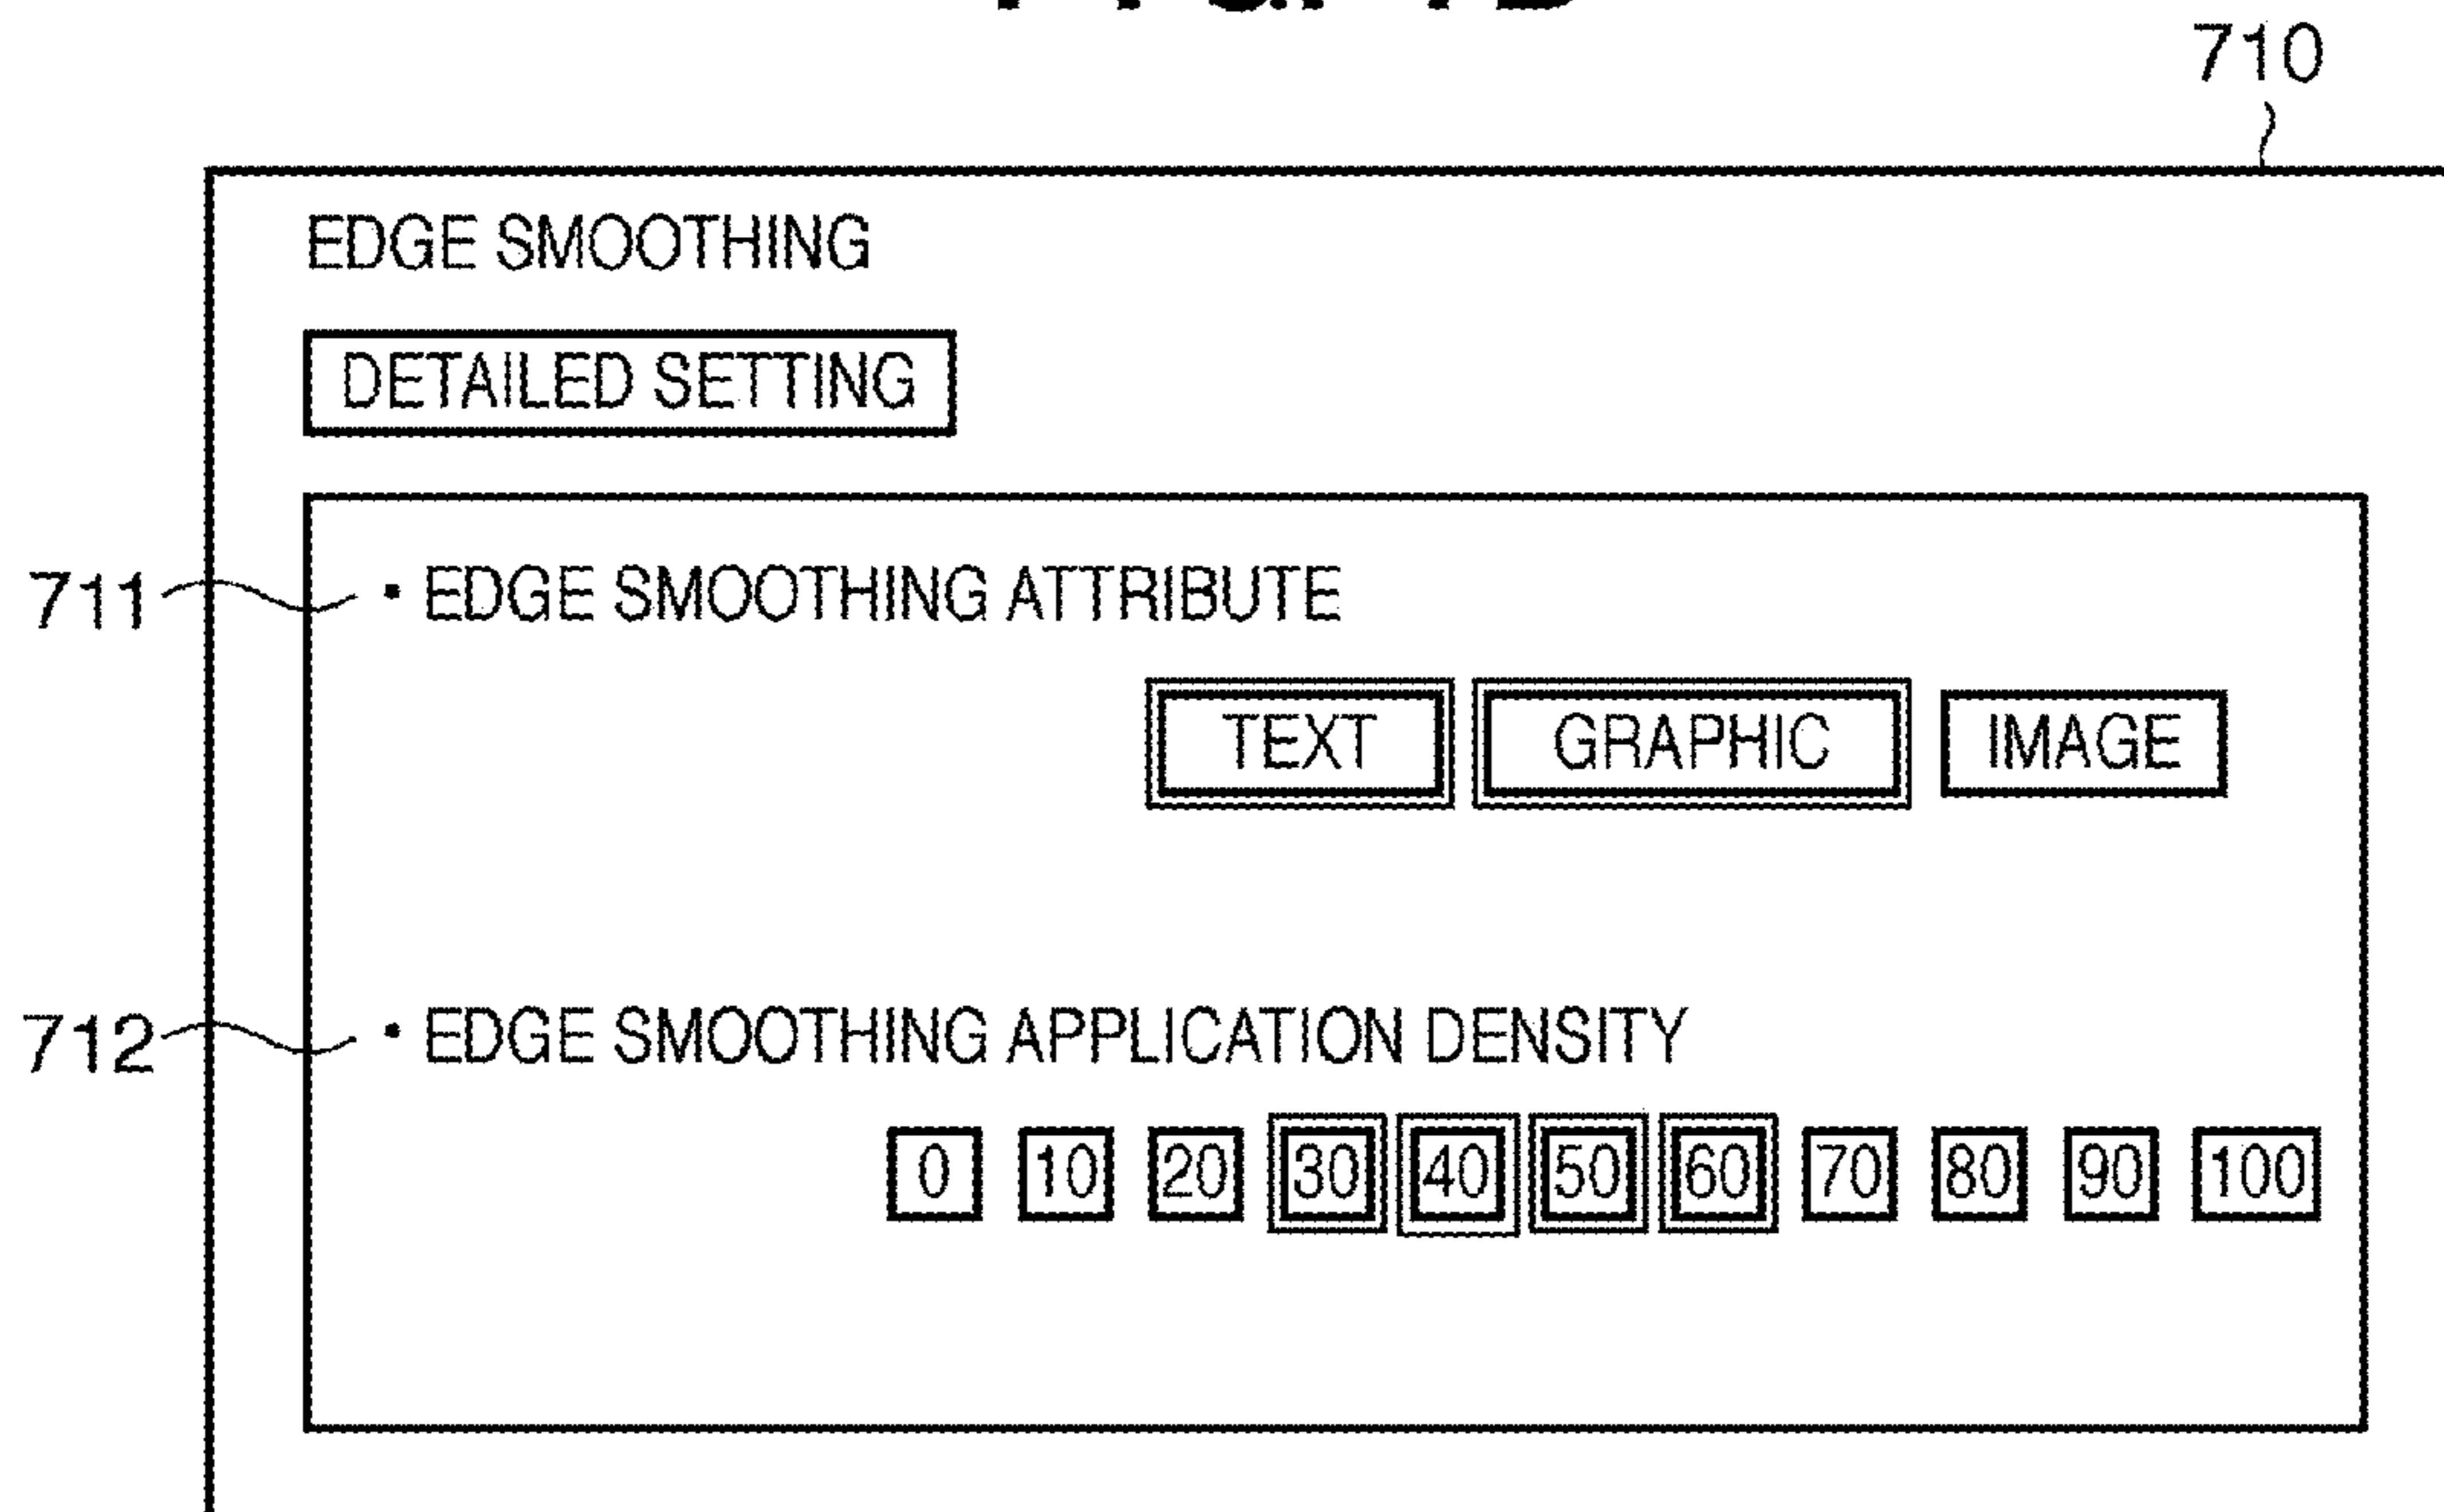 710
EDGE SMOOTHING
DETAILED SETTING
711 • EDGE SMOOTHING ATTRIBUTE
TEXT GRAPHIC IMAGE
712 • EDGE SMOOTHING APPLICATION DENSITY
0 10 20 30 40 50 60 70 80 90 100